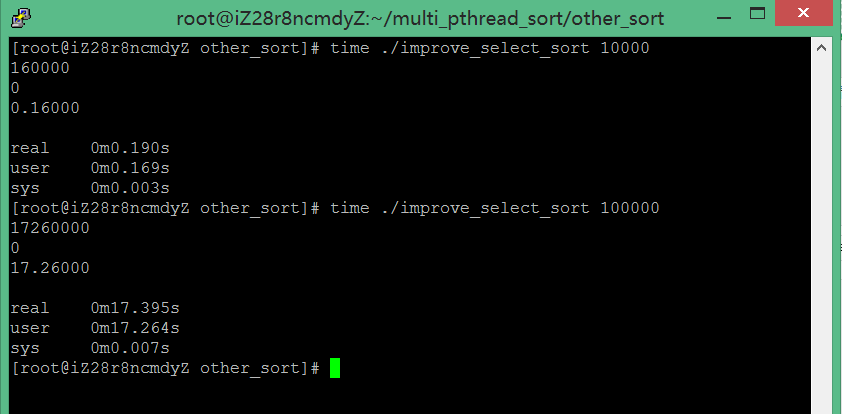 root@iZ28r8ncmdyZ:~/multi_pthread_sort/other_sort
[root@iZ28r8ncmdyZ other_sort]# time ./improve_select_sort 10000
160000
0
0.16000
real 0m0.190s
user 0m0.169s
sys 0m0.003s
[root@iZ28r8ncmdyZ other_sort]# time ./improve_select_sort 100000
17260000
0
17.26000
real 0m17.395s
user 0m17.264s
sys 0m0.007s
[root@iZ28r8ncmdyZ other_sort]#